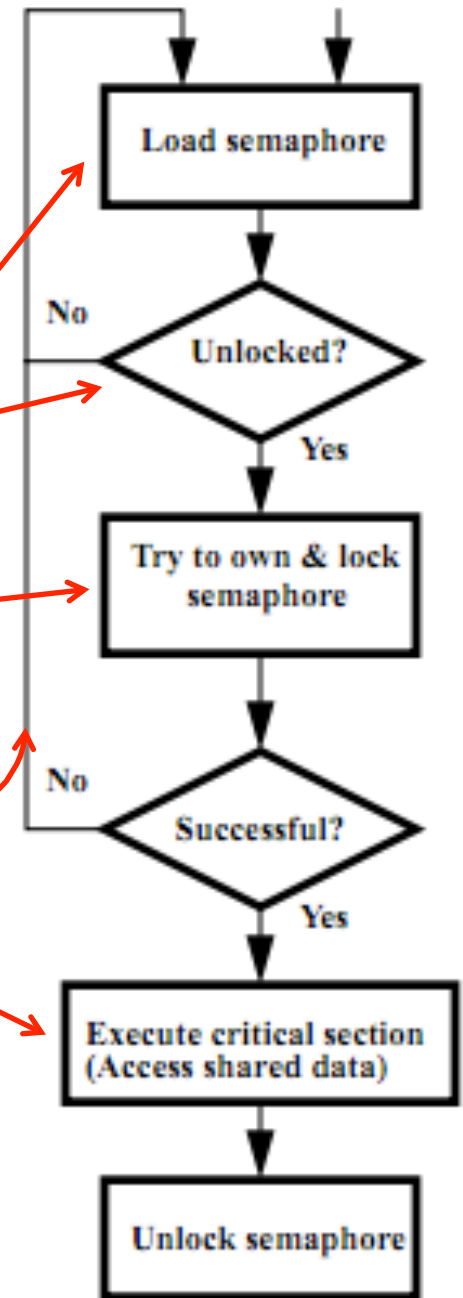 Load semaphore
No
Unlocked?
Yes
Try to own & lock
semaphore
No
Successful?
Yes
Execute critical section
(Access shared data)
Unlock semaphore